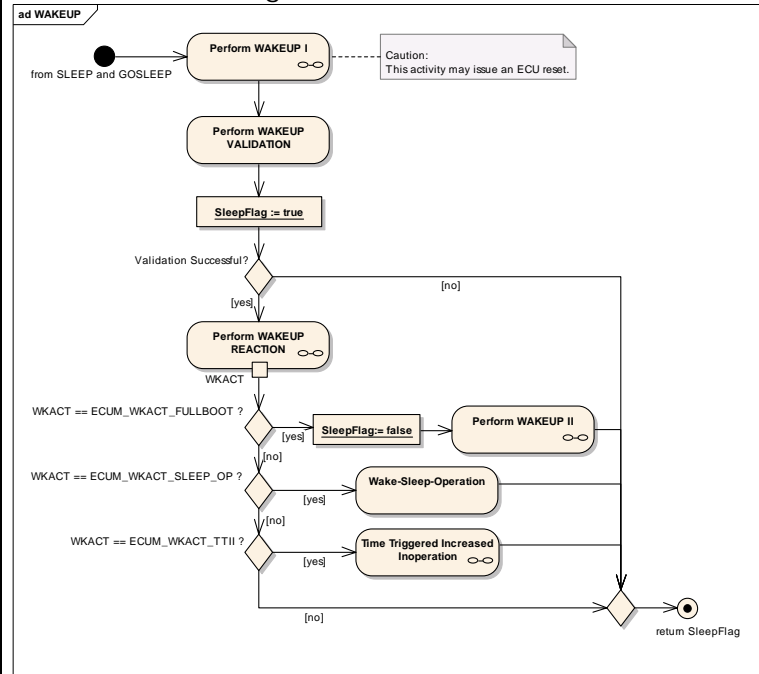 ad WAKEUP
Perform WAKEUP I
Caution:
This activity may issue an ECU reset.
from SLEEP and GOSLEEP
Perform WAKEUP
VALIDATION
SleepFlag := true
Validation Successful?
[no]
[yes]
Perform WAKEUP
REACTION
WKACT
WKACT == ECUM_WKACT_FULLBOOT ?
[yes]
SleepFlag:= false
Perform WAKEUP II
[no]
WKACT == ECUM_WKACT_SLEEP_OP ?
[yes]
Wake-Sleep-Operation
[no]
WKACT == ECUM_WKACT_TTII ?
[yes]
Time Triggered Increased
Inoperation
[no]
return SleepFlag